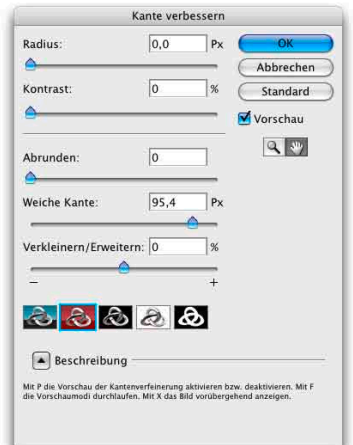 Kante verbessern
Radius: 0,0 Px
OK
Abbrechen
Kontrast: 0 %
Standard
Vorschau
Abrunden: 0
Weiche Kante: 95,4 Px
Verkleinern/Erweitern: 0 %
− +
Beschreibung
Mit P die Vorschau der Kantenverfeinerung aktivieren bzw. deaktivieren. Mit F
die Vorschaumodi durchlaufen. Mit X das Bild vorübergehend anzeigen.